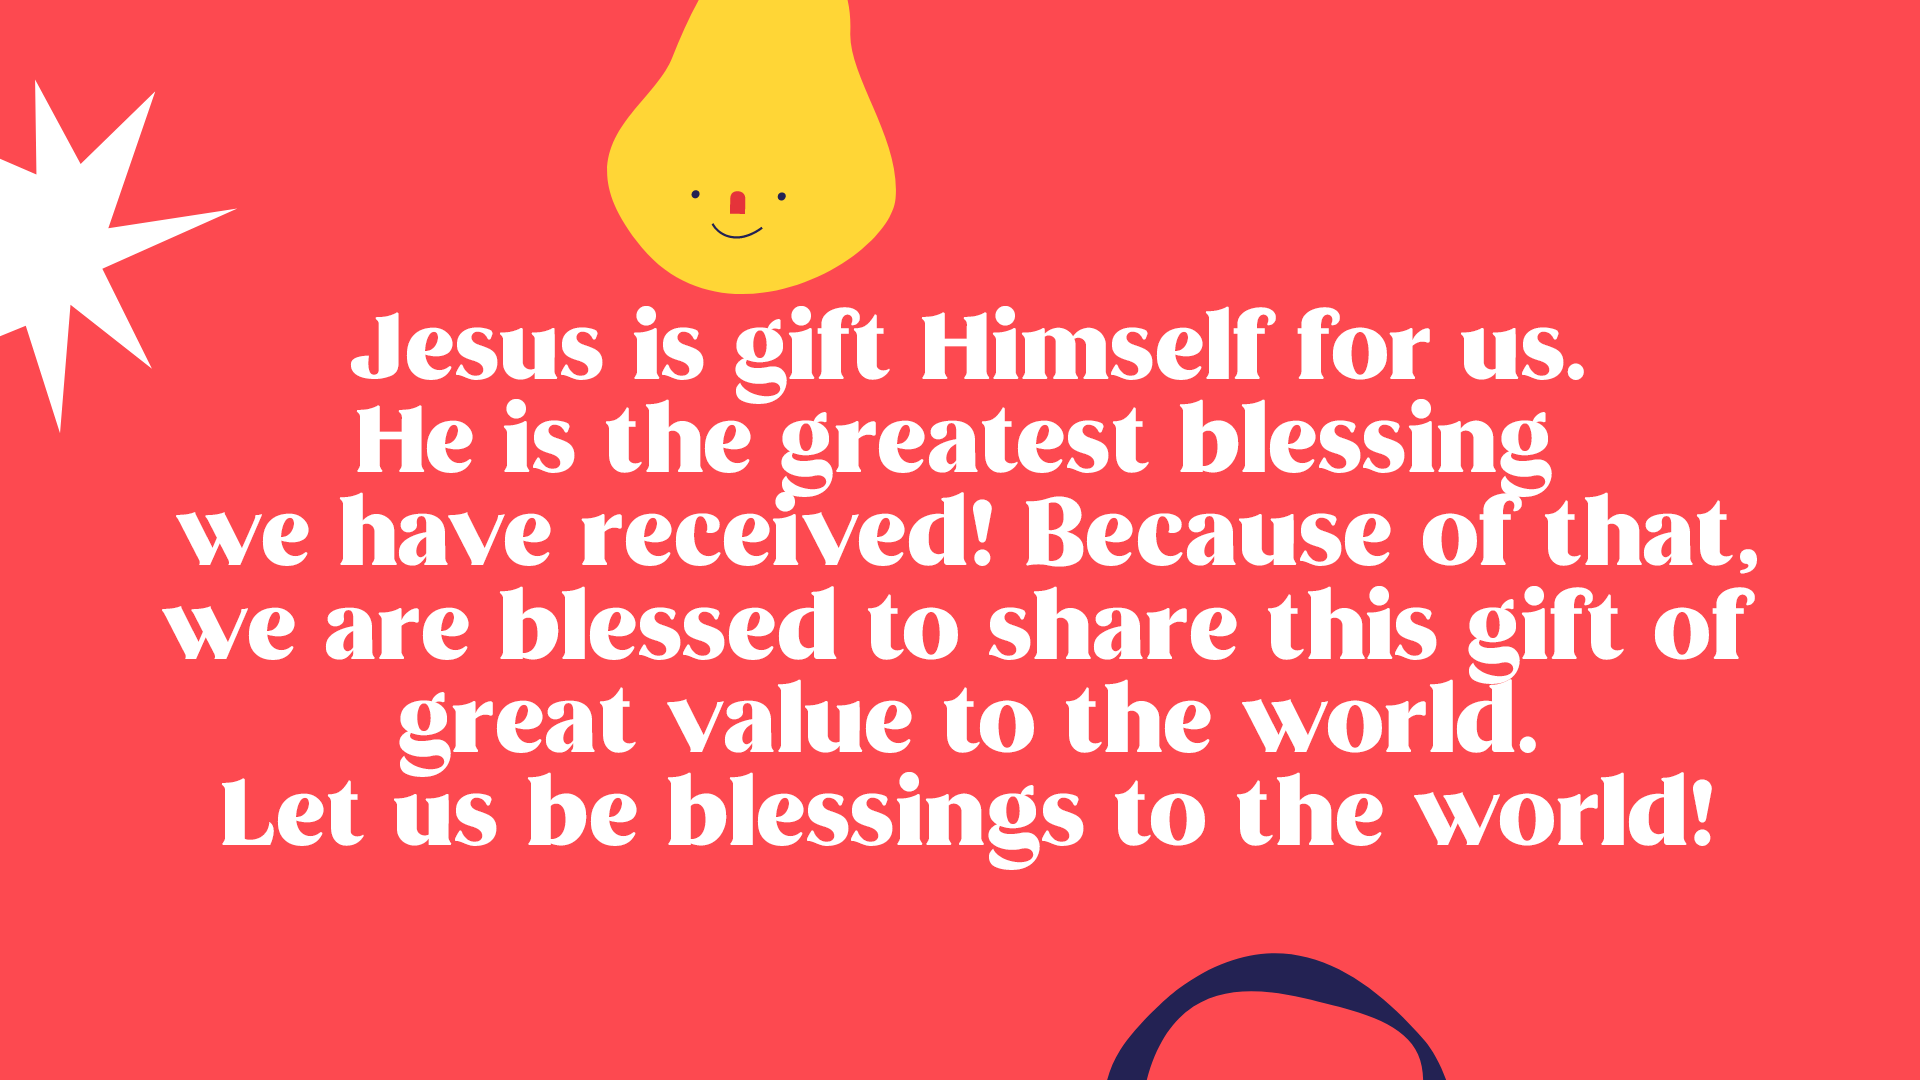 Jesus is gift Himself for us.
He is the greatest blessing
we have received! Because of that,
we are blessed to share this gift of
great value to the world.
Let us be blessings to the world!